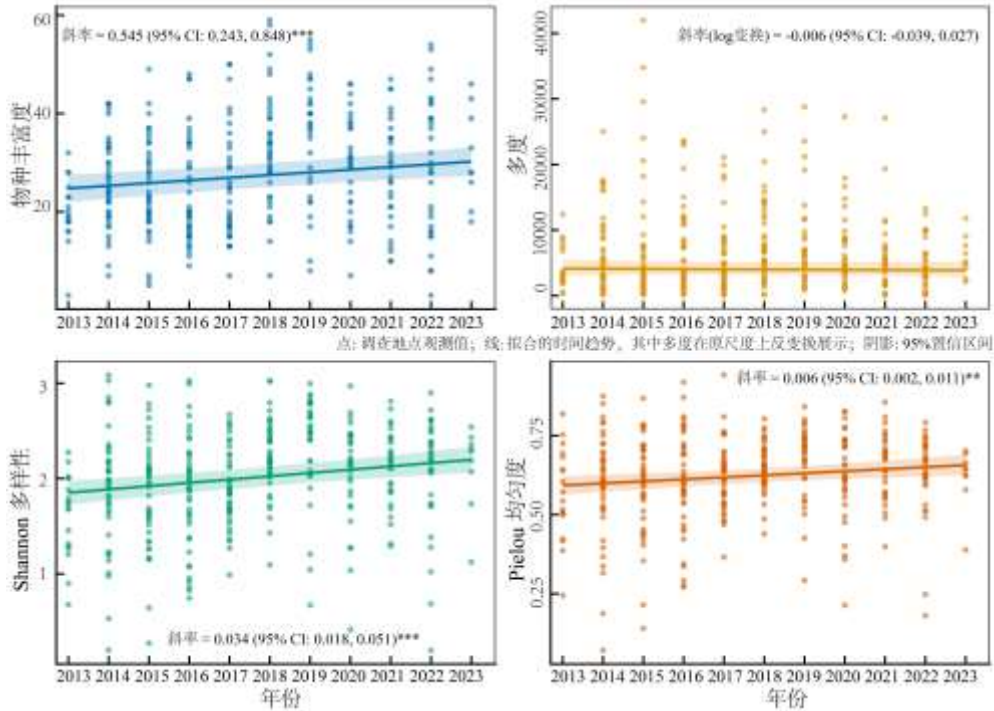 斜率 = 0.545 (95% CI: 0.243, 0.848)***
物种丰富度
60
40
20
2013 2014 2015 2016 2017 2018 2019 2020 2021 2022 2023
斜率(log变换) = -0.006 (95% CI: -0.039, 0.027)
多度
40000
30000
20000
10000
0
2013 2014 2015 2016 2017 2018 2019 2020 2021 2022 2023
点: 调查地点观测值; 线: 拟合的时间趋势, 其中多度在原尺度上反变换展示; 阴影: 95%置信区间
Shannon 多样性
3
2
1
斜率 = 0.034 (95% CI: 0.018, 0.051)***
2013 2014 2015 2016 2017 2018 2019 2020 2021 2022 2023
年份
斜率 = 0.006 (95% CI: 0.002, 0.011)**
Pielou 均匀度
0.75
0.50
0.25
2013 2014 2015 2016 2017 2018 2019 2020 2021 2022 2023
年份